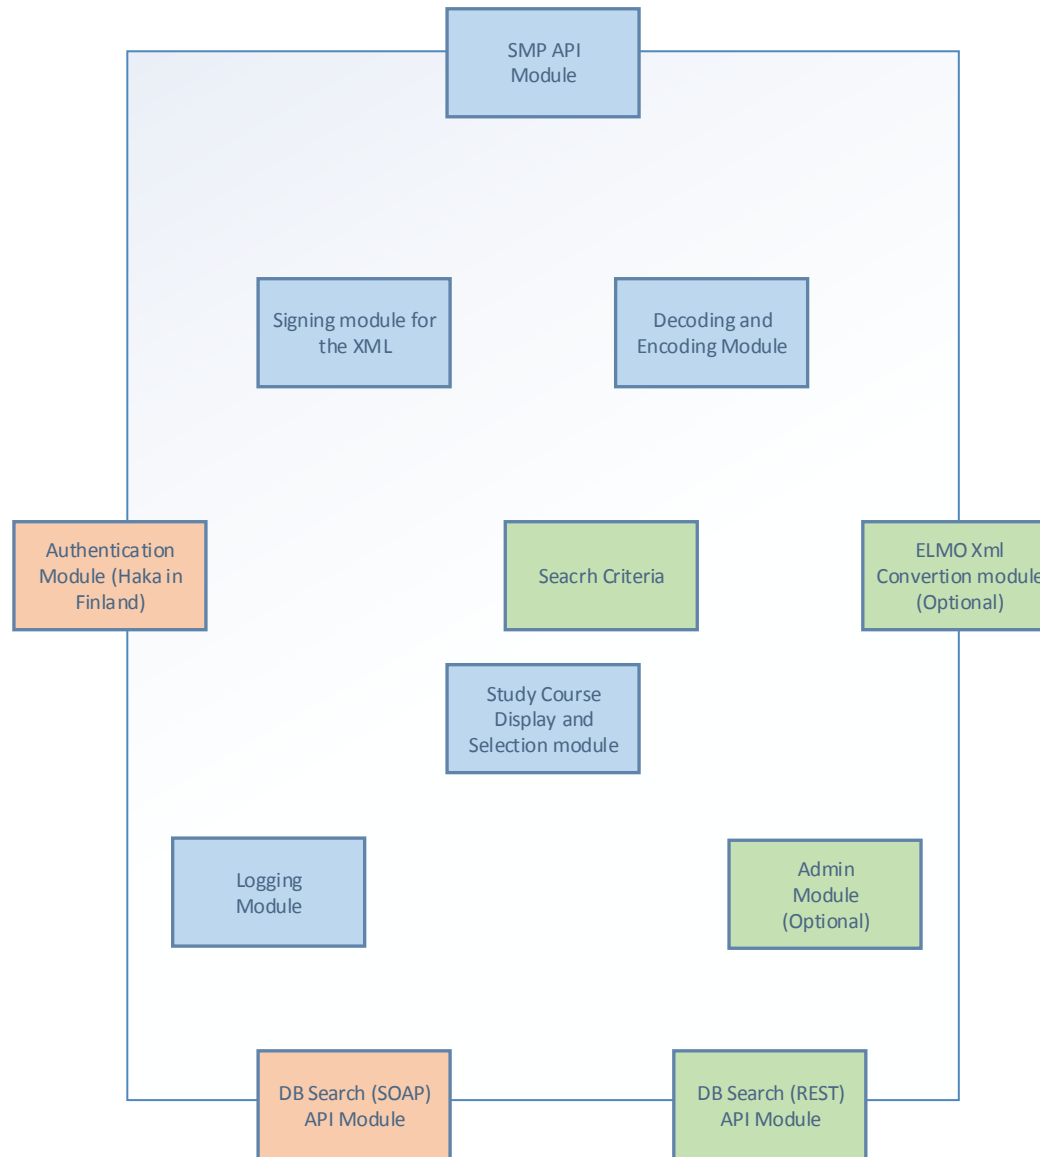 SMP API
Module
Signing module for
the XML
Decoding and
Encoding Module
Authentication
Module (Haka in
Finland)
Seacrh Criteria
ELMO Xml
Convertion module
(Optional)
Study Course
Display and
Selection module
Logging
Module
Admin
Module
(Optional)
DB Search (SOAP)
API Module
DB Search (REST)
API Module